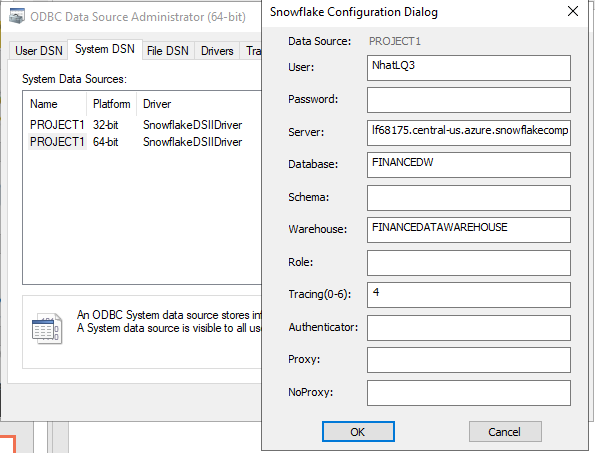 ODBC Data Source Administrator (64-bit)
User DSN
System DSN
File DSN
Drivers
Tra
System Data Sources:
Name Platform Driver
PROJECT1 32-bit SnowflakeDSIIDriver
PROJECT1 64-bit SnowflakeDSIIDriver
An ODBC System data source stores inf
A System data source is visible to all use
Snowflake Configuration Dialog
Data Source: PROJECT1
User: NhatLQ3
Password:
Server: lf68175.central-us.azure.snowflakecomp
Database: FINANCEDW
Schema:
Warehouse: FINANCEDATAWAREHOUSE
Role:
Tracing(0-6): 4
Authenticator:
Proxy:
NoProxy:
OK Cancel